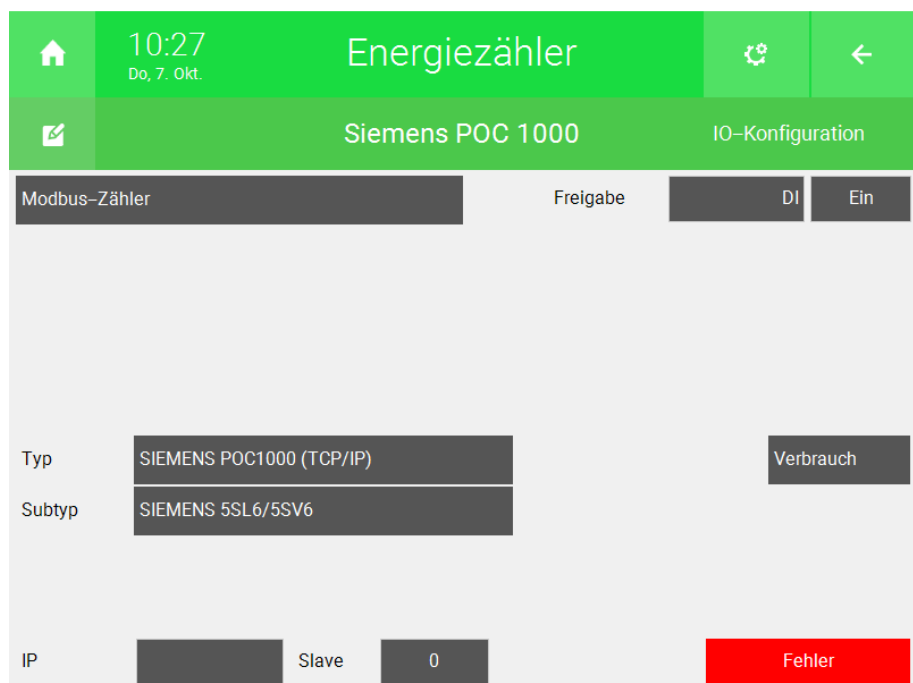 10:27
Do, 7. Okt.
Energiezähler
Siemens POC 1000
IO-Konfiguration
Modbus-Zähler
Freigabe
DI
Ein
Typ
SIEMENS POC1000 (TCP/IP)
Verbrauch
Subtyp
SIEMENS 5SL6/5SV6
IP
Slave
0
Fehler